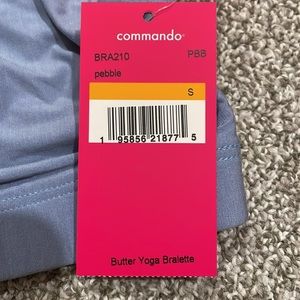 commando®
BRA210 PBB
pebble
S
1 95856 21877 5
Butter Yoga Bralette